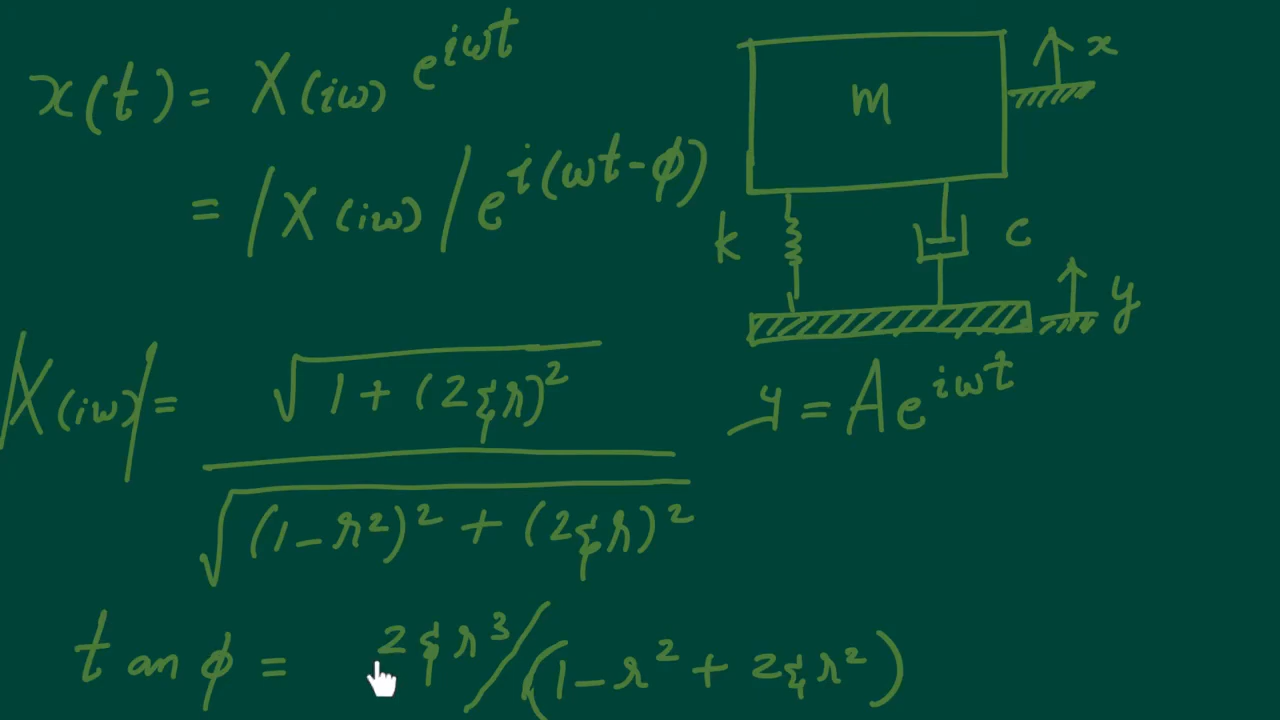 x(t) = X(iω) e^{iωt}
= |X(iω)| e^{i(ωt-φ)}
|X(iω)| = √(1 + (2ξr)²) / √((1-r²)² + (2ξr)²)
tan φ = 2ξr³/(1-r² + 2ξr²)
m
x
k
c
y
y = Ae^{iωt}